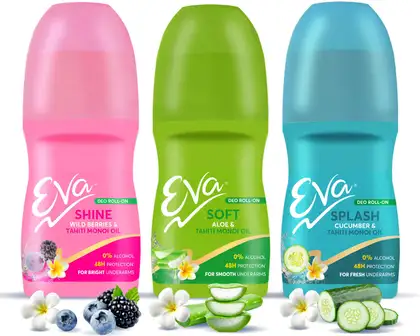 Eva
DEO ROLL-ON
SHINE
WILD BERRIES &
TAHITI MONOI OIL
0% ALCOHOL
48H PROTECTION
FOR BRIGHT UNDERARMS
Eva
DEO ROLL-ON
SOFT
ALOE &
TAHITI MONOI OIL
0% ALCOHOL
48H PROTECTION
FOR SMOOTH UNDERARMS
Eva
DEO ROLL-ON
SPLASH
CUCUMBER &
TAHITI MONOI OIL
0% ALCOHOL
48H PROTECTION
FOR FRESH UNDERARMS